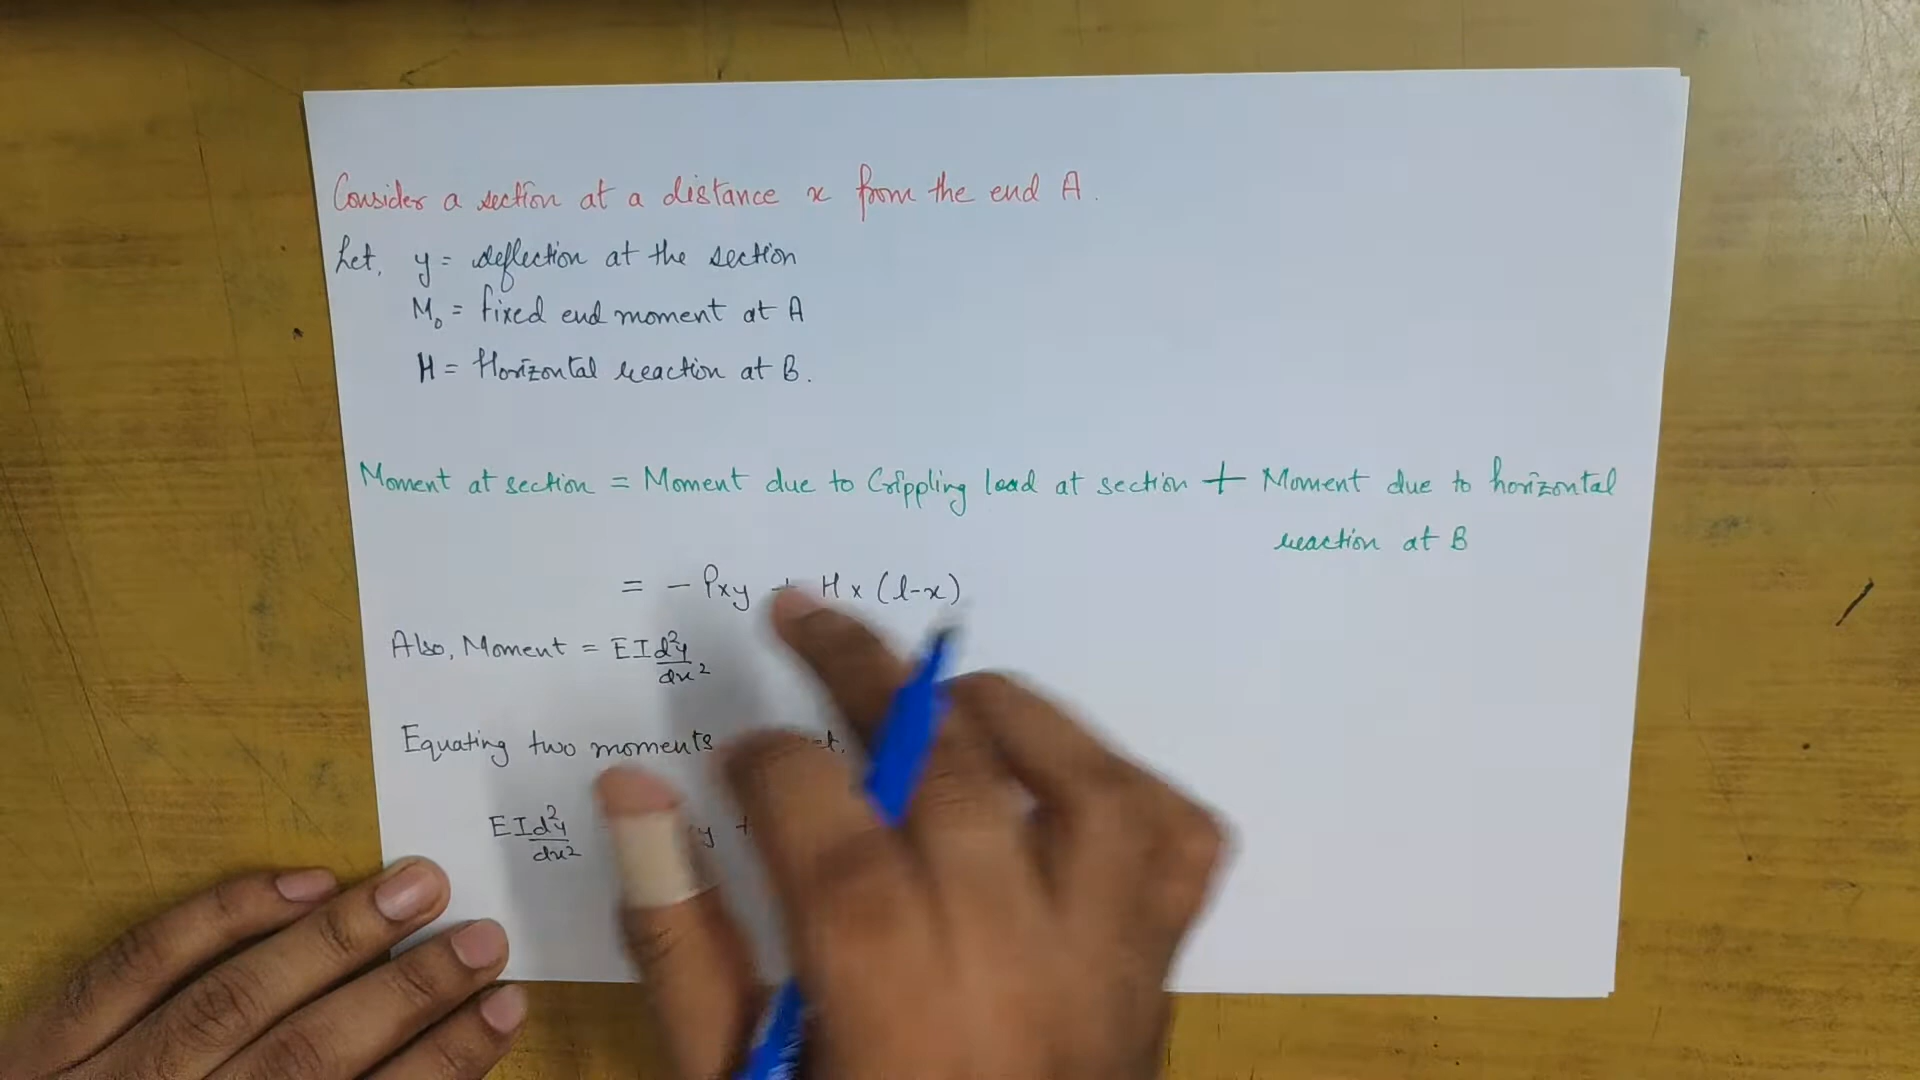 Consider a section at a distance x from the end A.
Let, y = deflection at the section
M₀ = fixed end moment at A
H = Horizontal reaction at B.
Moment at section = Moment due to Crippling load at section + Moment due to horizontal
reaction at B
= - P x y + H x (l-x)
Also, Moment = EI d²y/dx²
Equating two moments
EI d²y/dx² y +